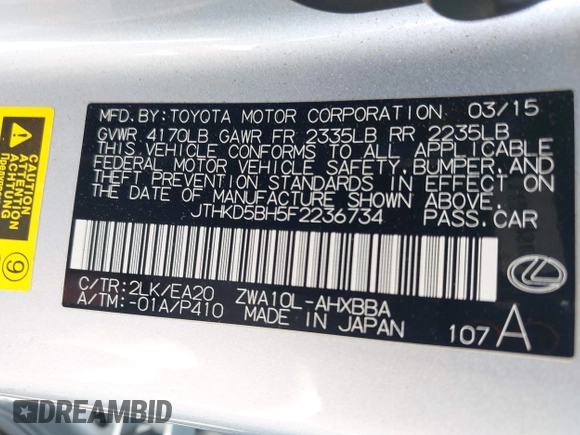 MFD. BY: TOYOTA MOTOR CORPORATION 03/15
GVWR 4170LB GAWR FR 2335LB RR 2235LB
THIS VEHICLE CONFORMS TO ALL APPLICABLE
FEDERAL MOTOR VEHICLE SAFETY, BUMPER, AND
THEFT PREVENTION STANDARDS IN EFFECT ON
THE DATE OF MANUFACTURE SHOWN ABOVE.
JTHKD5BH5F2236734 PASS. CAR
C/TR: 2LK/EA20 ZWA10L-AHXBBA
A/TM: -01A/P410 MADE IN JAPAN
107A
CAUTION
ATTENTION
9
DREAMBID